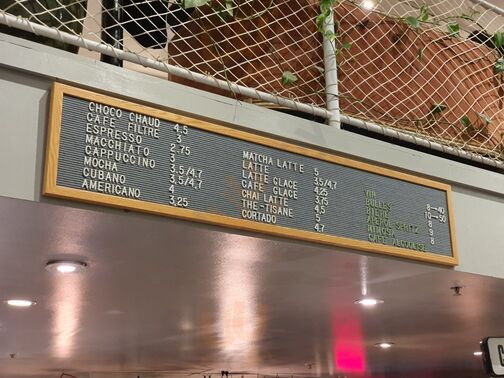 CHOCO CHAUD 4,5
CAFE FILTRE 3
ESPRESSO 2.75
MACCHIATO
CAPPUCCINO 3.5/4.7
MOCHA 3.5/4.7
CUBANO 4
AMERICANO 3.25
MATCHA LATTE 5
LATTE 3.5/4.7
LATTE GLACE 4.25
CAFE GLACE 3.75
CHAI LATTE 4.5
THE-TISANE 5
CORTADO 4.7
VIN 8→40
BULLES 10→50
BIERE 8
APEROL SPRITZ 9
MIMOSA 8
CAFE ALCOOLISE